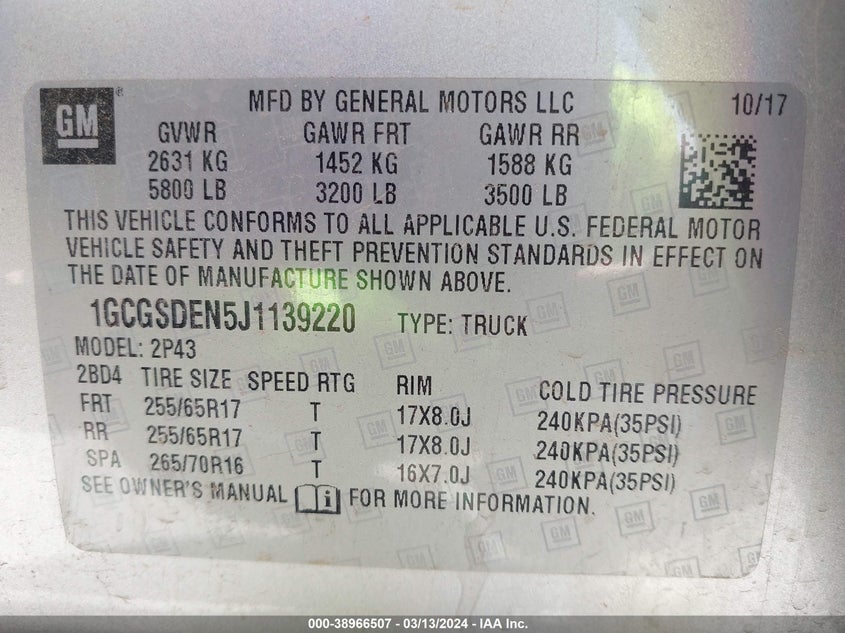 GM ® MFD BY GENERAL MOTORS LLC 10/17
GVWR GAWR FRT GAWR RR
2631 KG 1452 KG 1588 KG
5800 LB 3200 LB 3500 LB
THIS VEHICLE CONFORMS TO ALL APPLICABLE U.S. FEDERAL MOTOR
VEHICLE SAFETY AND THEFT PREVENTION STANDARDS IN EFFECT ON
THE DATE OF MANUFACTURE SHOWN ABOVE.
1GCGSDEN5J1139220 TYPE: TRUCK
MODEL: 2P43
2BD4 TIRE SIZE SPEED RTG RIM COLD TIRE PRESSURE
FRT 255/65R17 T 17X8.0J 240KPA(35PSI)
RR 255/65R17 T 17X8.0J 240KPA(35PSI)
SPA 265/70R16 T 16X7.0J 240KPA(35PSI)
SEE OWNER'S MANUAL i FOR MORE INFORMATION.
000-38966507 — 03/13/2024 — IAA Inc.